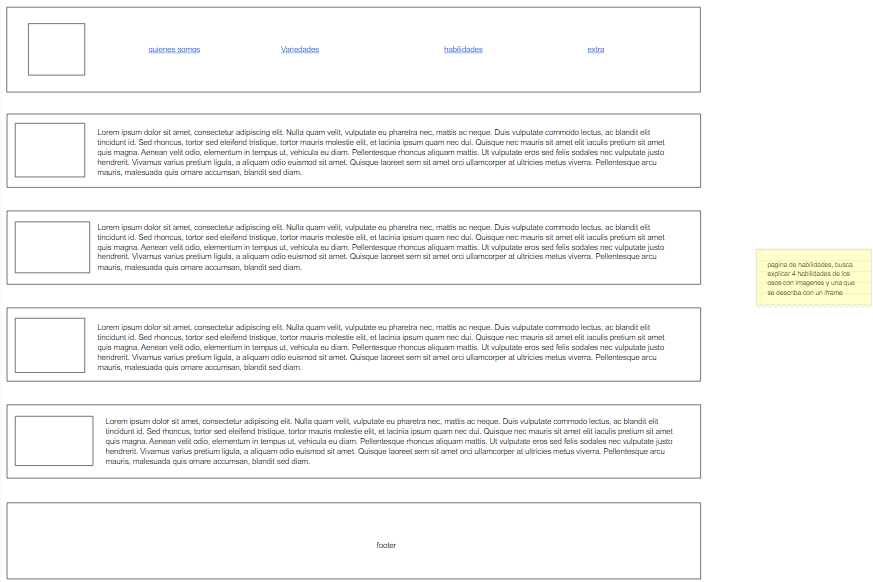 quienes somos
Variedades
habilidades
extra
Lorem ipsum dolor sit amet, consectetur adipiscing elit. Nulla quam velit, vulputate eu pharetra nec, mattis ac neque. Duis vulputate commodo lectus, ac blandit elit
tincidunt id. Sed rhoncus, tortor sed eleifend tristique, tortor mauris molestie elit, et lacinia ipsum quam nec dui. Quisque nec mauris sit amet elit iaculis pretium sit amet
quis magna. Aenean velit odio, elementum in tempus ut, vehicula eu diam. Pellentesque rhoncus aliquam mattis. Ut vulputate eros sed felis sodales nec vulputate justo
hendrerit. Vivamus varius pretium ligula, a aliquam odio euismod sit amet. Quisque laoreet sem sit amet orci ullamcorper at ultricies metus viverra. Pellentesque arcu
mauris, malesuada quis ornare accumsan, blandit sed diam.
Lorem ipsum dolor sit amet, consectetur adipiscing elit. Nulla quam velit, vulputate eu pharetra nec, mattis ac neque. Duis vulputate commodo lectus, ac blandit elit
tincidunt id. Sed rhoncus, tortor sed eleifend tristique, tortor mauris molestie elit, et lacinia ipsum quam nec dui. Quisque nec mauris sit amet elit iaculis pretium sit amet
quis magna. Aenean velit odio, elementum in tempus ut, vehicula eu diam. Pellentesque rhoncus aliquam mattis. Ut vulputate eros sed felis sodales nec vulputate justo
hendrerit. Vivamus varius pretium ligula, a aliquam odio euismod sit amet. Quisque laoreet sem sit amet orci ullamcorper at ultricies metus viverra. Pellentesque arcu
mauris, malesuada quis ornare accumsan, blandit sed diam.
pagina de habilidades, busca
explicar 4 habilidades de los
osos con imagenes y una que
se describa con un iframe
Lorem ipsum dolor sit amet, consectetur adipiscing elit. Nulla quam velit, vulputate eu pharetra nec, mattis ac neque. Duis vulputate commodo lectus, ac blandit elit
tincidunt id. Sed rhoncus, tortor sed eleifend tristique, tortor mauris molestie elit, et lacinia ipsum quam nec dui. Quisque nec mauris sit amet elit iaculis pretium sit amet
quis magna. Aenean velit odio, elementum in tempus ut, vehicula eu diam. Pellentesque rhoncus aliquam mattis. Ut vulputate eros sed felis sodales nec vulputate justo
hendrerit. Vivamus varius pretium ligula, a aliquam odio euismod sit amet. Quisque laoreet sem sit amet orci ullamcorper at ultricies metus viverra. Pellentesque arcu
mauris, malesuada quis ornare accumsan, blandit sed diam.
Lorem ipsum dolor sit amet, consectetur adipiscing elit. Nulla quam velit, vulputate eu pharetra nec, mattis ac neque. Duis vulputate commodo lectus, ac blandit elit
tincidunt id. Sed rhoncus, tortor sed eleifend tristique, tortor mauris molestie elit, et lacinia ipsum quam nec dui. Quisque nec mauris sit amet elit iaculis pretium sit amet
quis magna. Aenean velit odio, elementum in tempus ut, vehicula eu diam. Pellentesque rhoncus aliquam mattis. Ut vulputate eros sed felis sodales nec vulputate justo
hendrerit. Vivamus varius pretium ligula, a aliquam odio euismod sit amet. Quisque laoreet sem sit amet orci ullamcorper at ultricies metus viverra. Pellentesque arcu
mauris, malesuada quis ornare accumsan, blandit sed diam.
footer